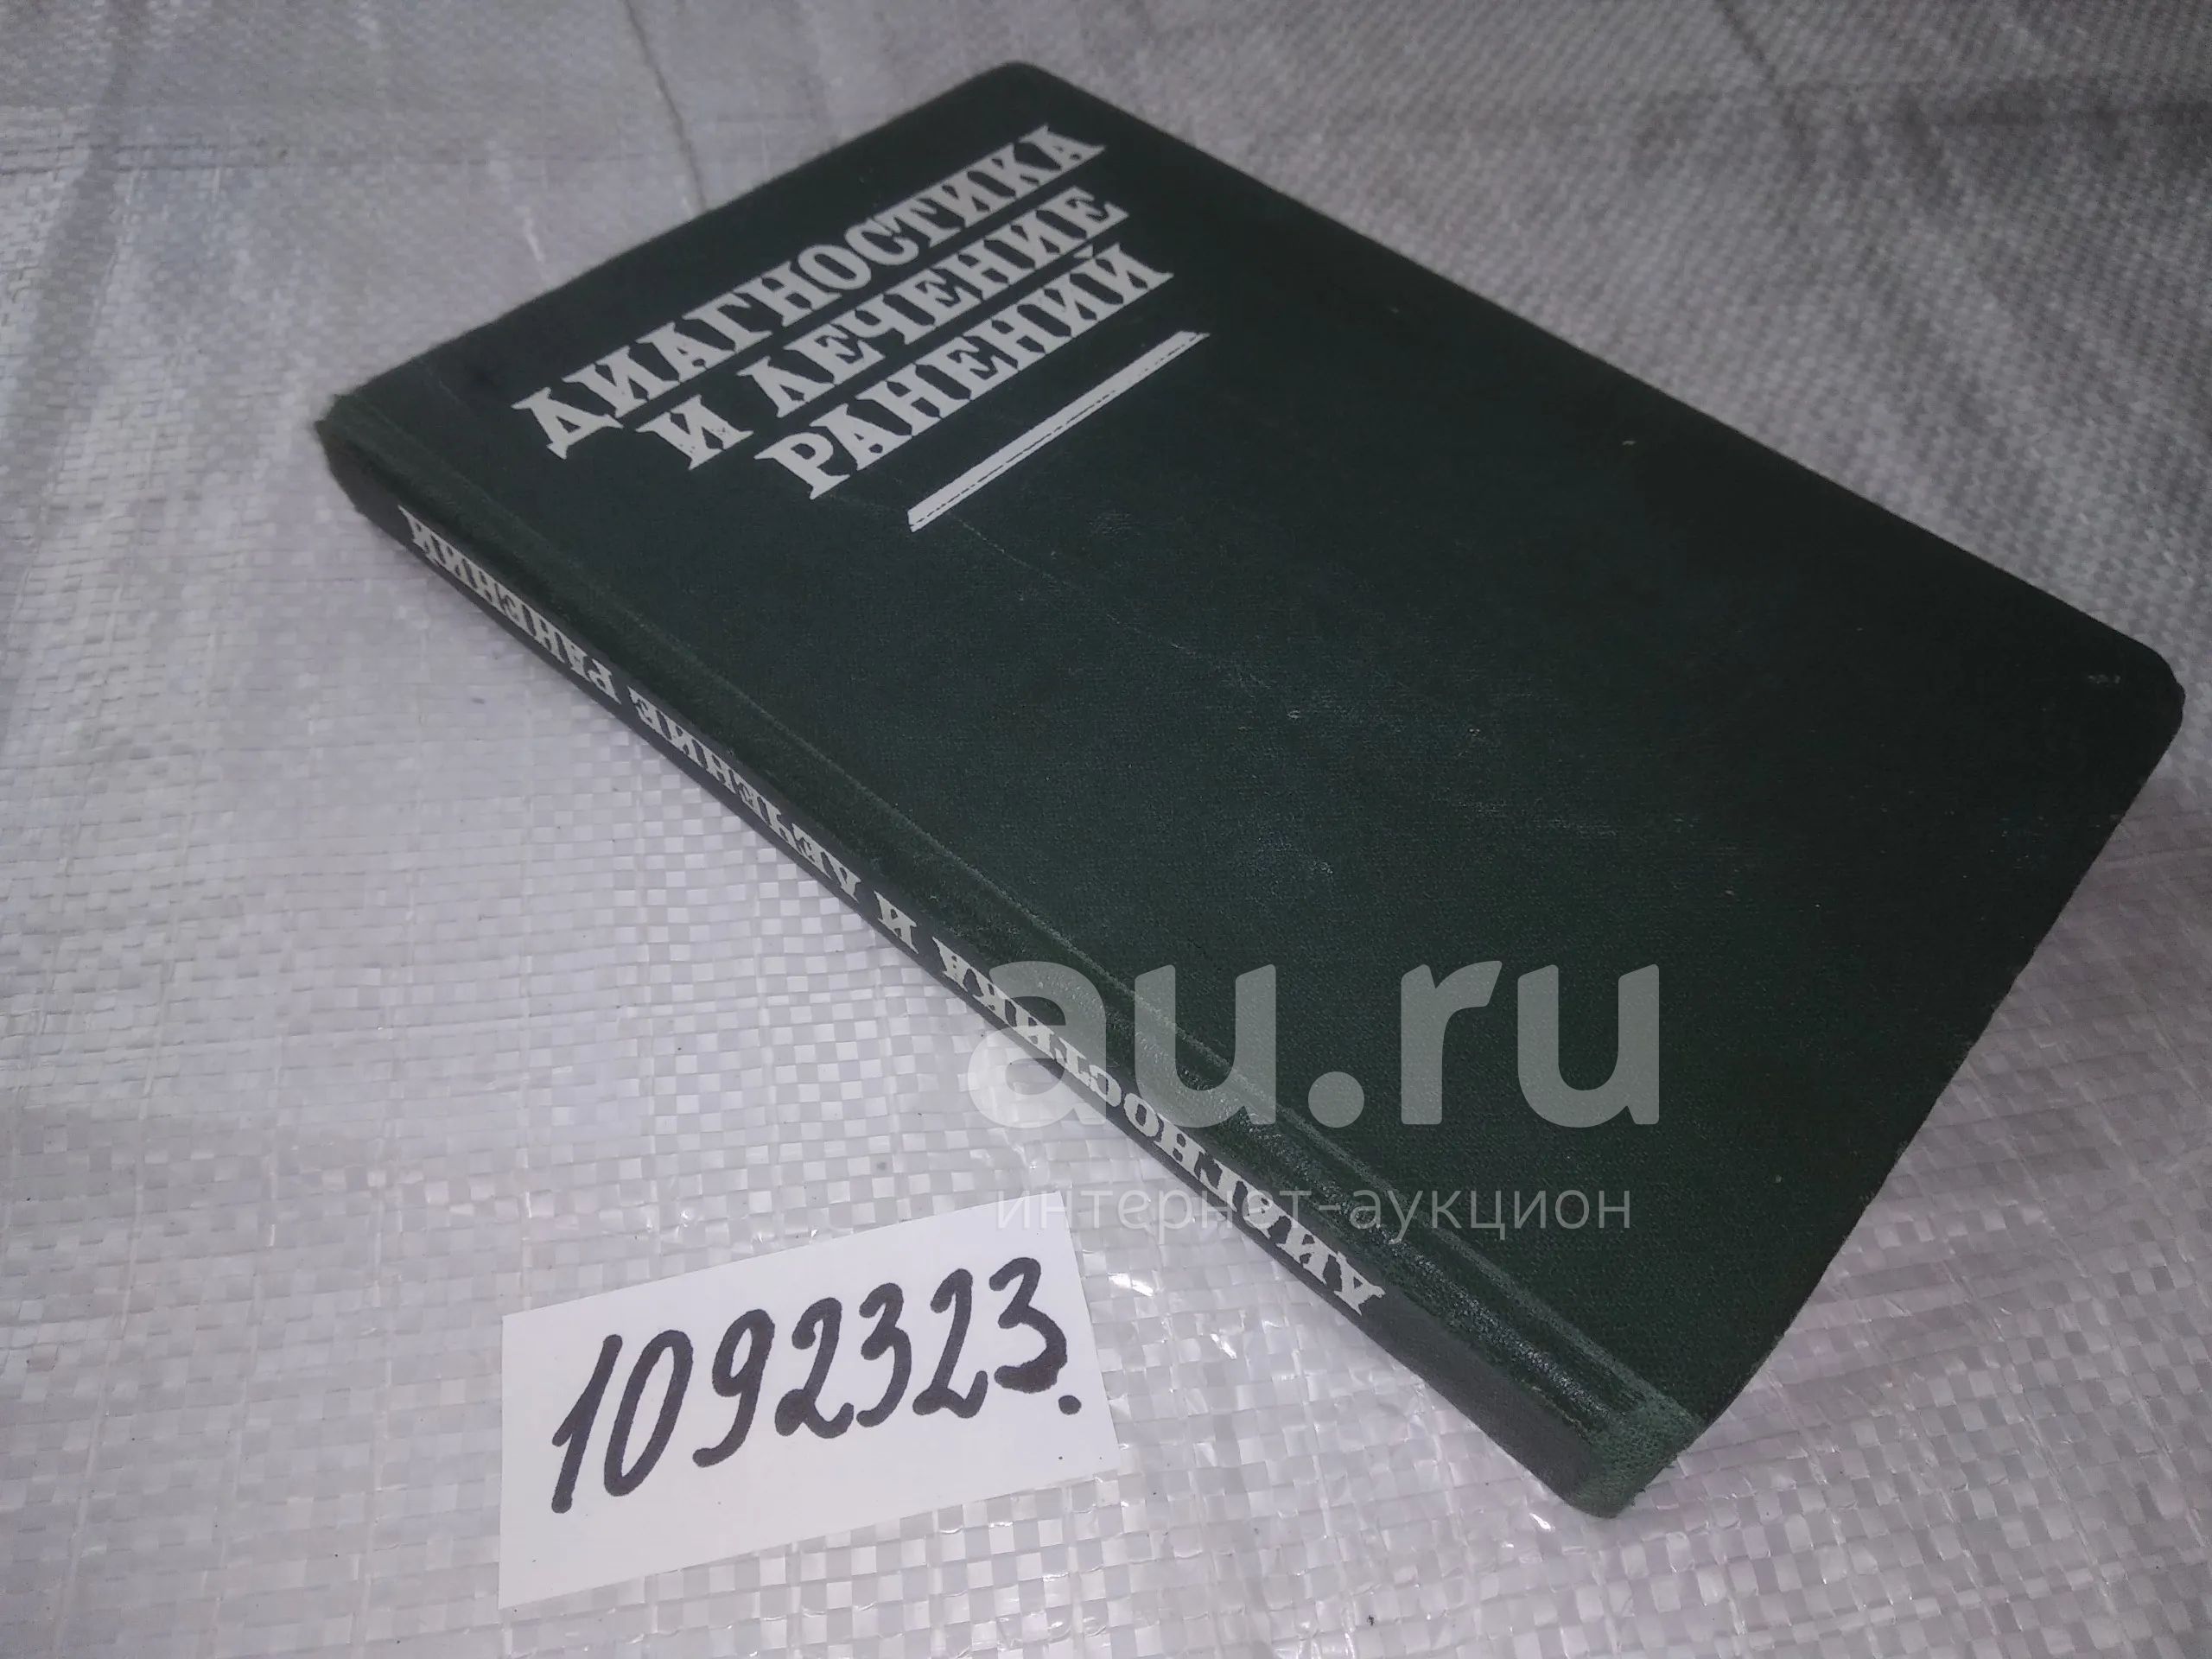 ДИАГНОСТИКА
И ЛЕЧЕНИЕ
РАНЕНИЙ
ДИАГНОСТИКА И ЛЕЧЕНИЕ РАНЕНИЙ
au.ru
интернет-аукцион
1092323.